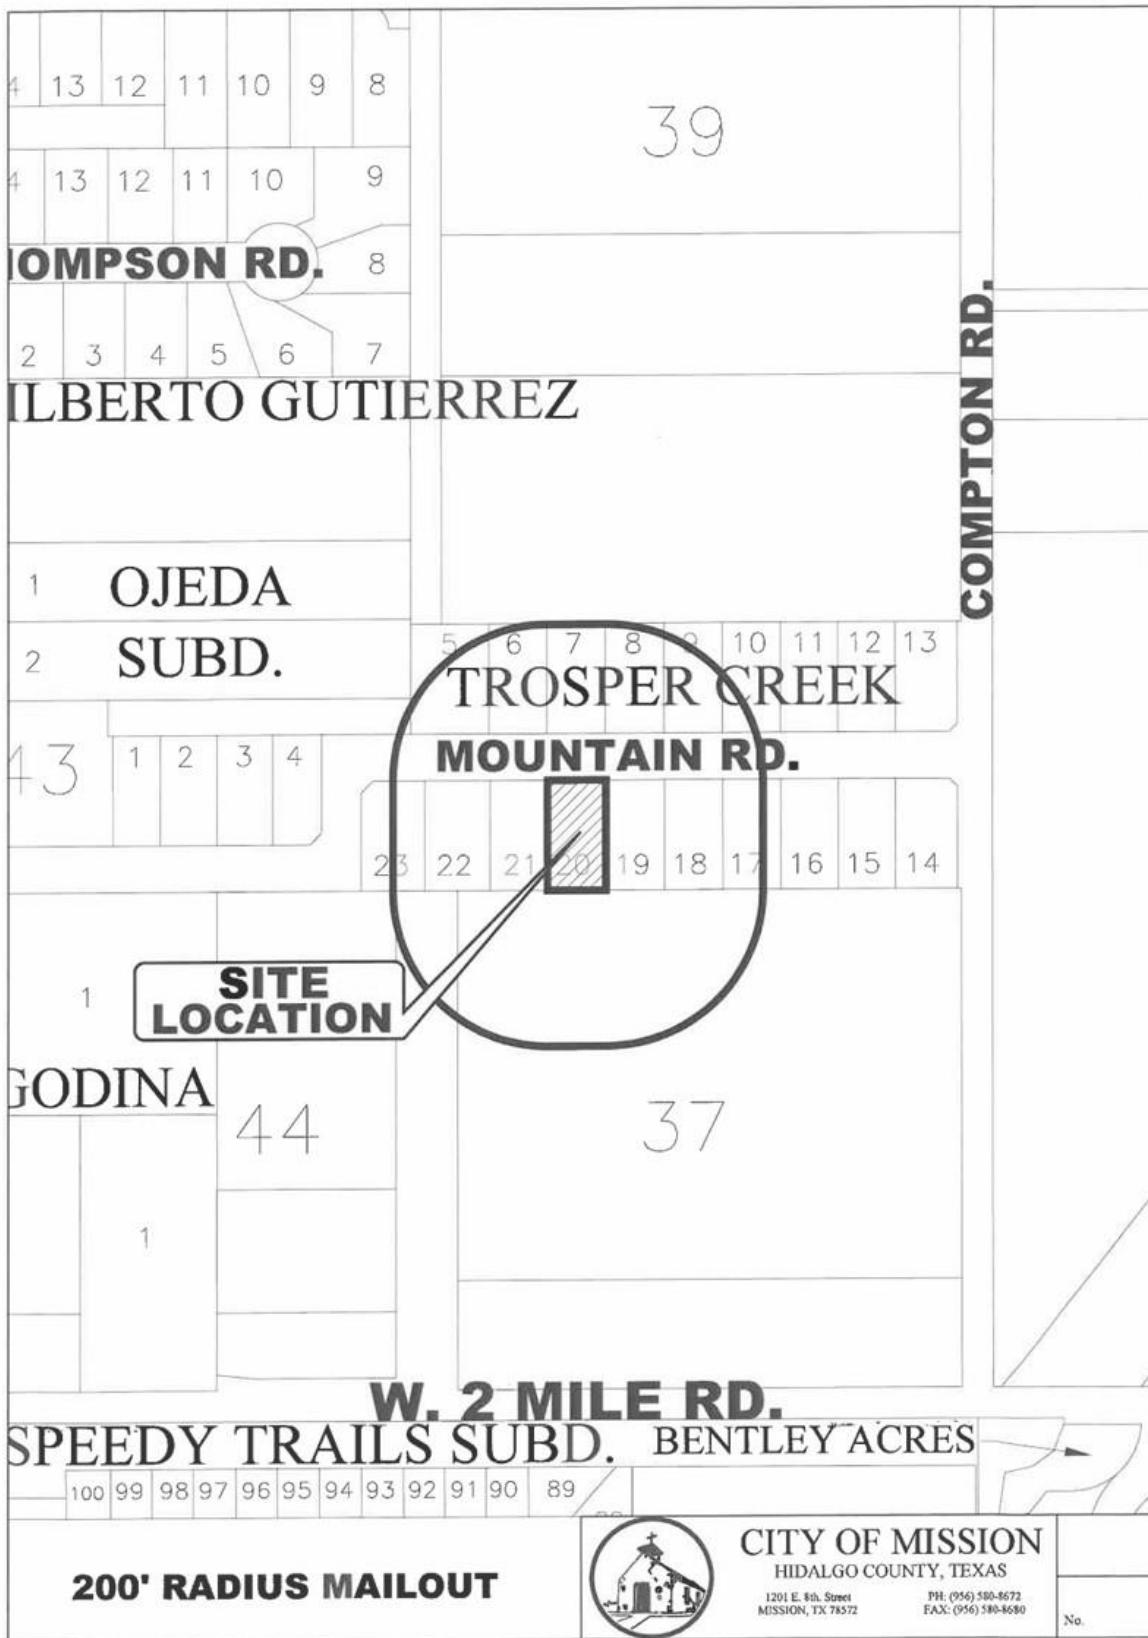 4 13 12 11 10 9 8
39
4 13 12 11 10 9
HOMPSON RD. 8
2 3 4 5 6 7
ILBERTO GUTIERREZ
COMPTON RD.
1 OJEDA
2 SUBD.
5 6 7 8 9 10 11 12 13
TROSPER CREEK
43 1 2 3 4
MOUNTAIN RD.
23 22 21 20 19 18 17 16 15 14
1
SITE
LOCATION
GODINA
44 37
1
W. 2 MILE RD.
SPEEDY TRAILS SUBD. BENTLEY ACRES
100 99 98 97 96 95 94 93 92 91 90 89
200' RADIUS MAILOUT
CITY OF MISSION
HIDALGO COUNTY, TEXAS
1201 E. 8th. Street
MISSION, TX 78572
PH: (956) 580-8672
FAX: (956) 580-8680
No.